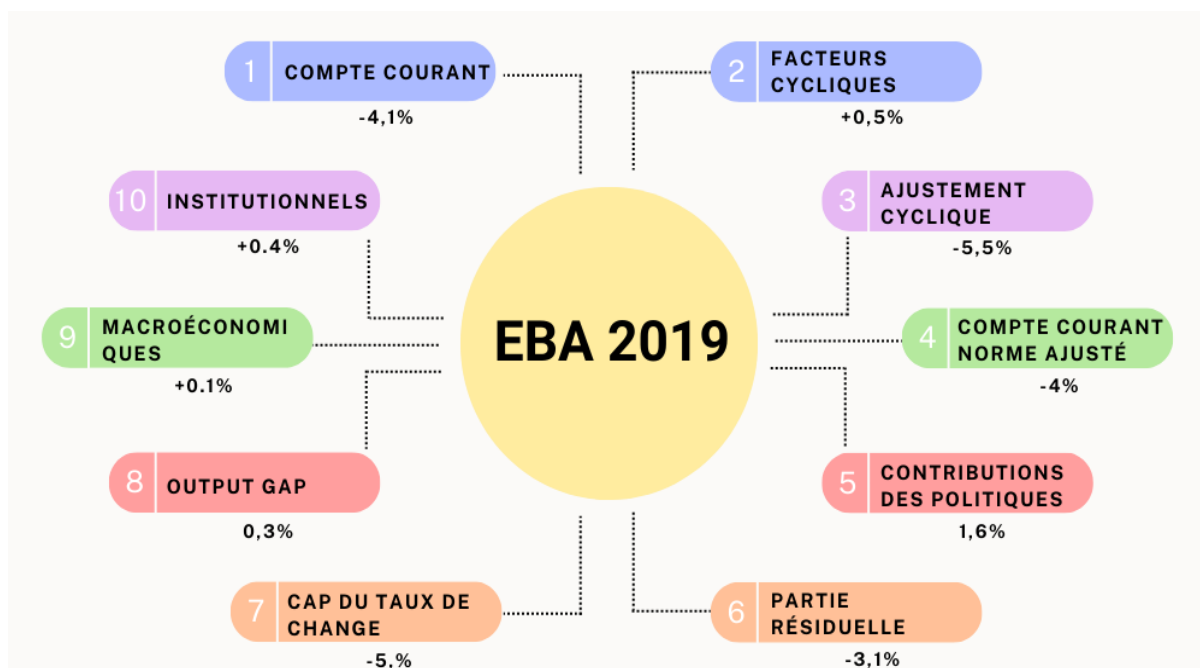 1 COMPTE COURANT
-4,1%
2 FACTEURS
CYCLIQUES
+0,5%
10 INSTITUTIONNELS
+0.4%
3 AJUSTEMENT
CYCLIQUE
-5,5%
9 MACROÉCONOMI
QUES
+0.1%
EBA 2019
4 COMPTE COURANT
NORME AJUSTÉ
-4%
8 OUTPUT GAP
0,3%
5 CONTRIBUTIONS
DES POLITIQUES
1,6%
7 CAP DU TAUX DE
CHANGE
-5,%
6 PARTIE
RÉSIDUELLE
-3,1%